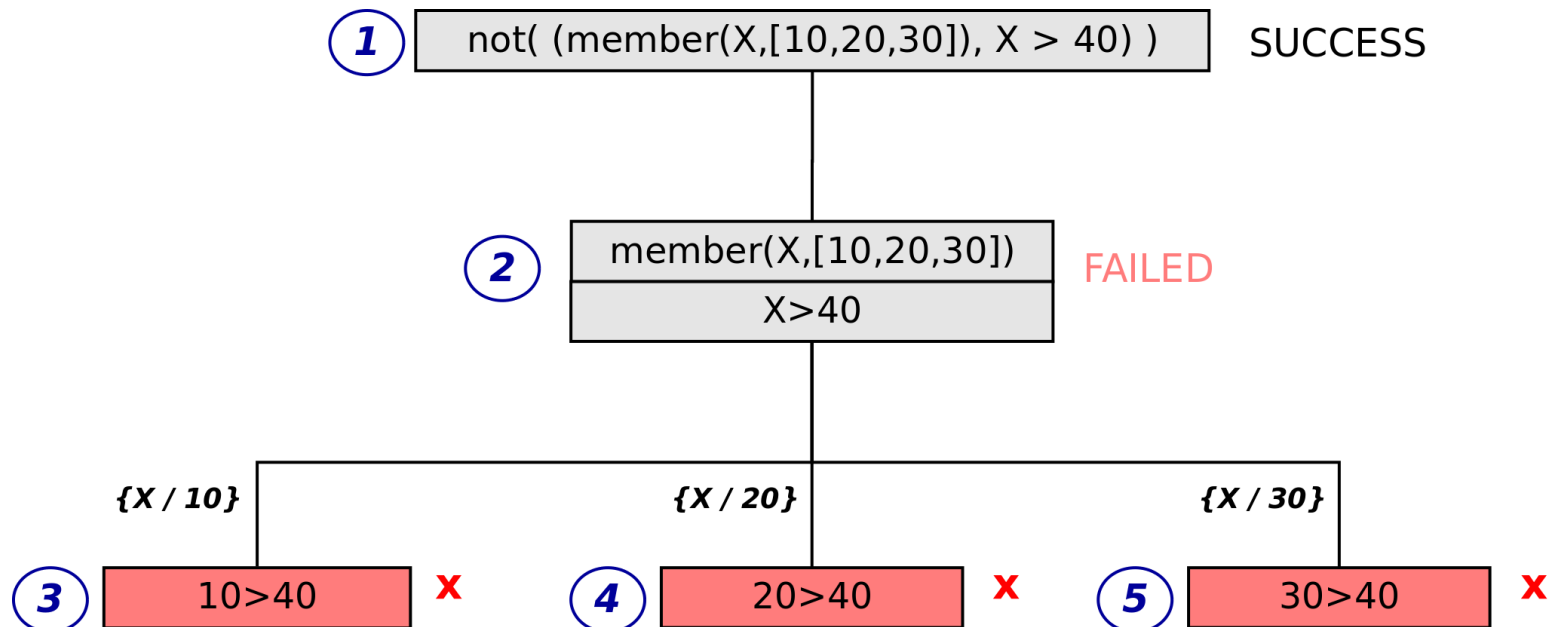 1 not( (member(X,[10,20,30]), X > 40) ) SUCCESS
2 member(X,[10,20,30]) FAILED
X>40
{X / 10} {X / 20} {X / 30}
3 10>40 x 4 20>40 x 5 30>40 x